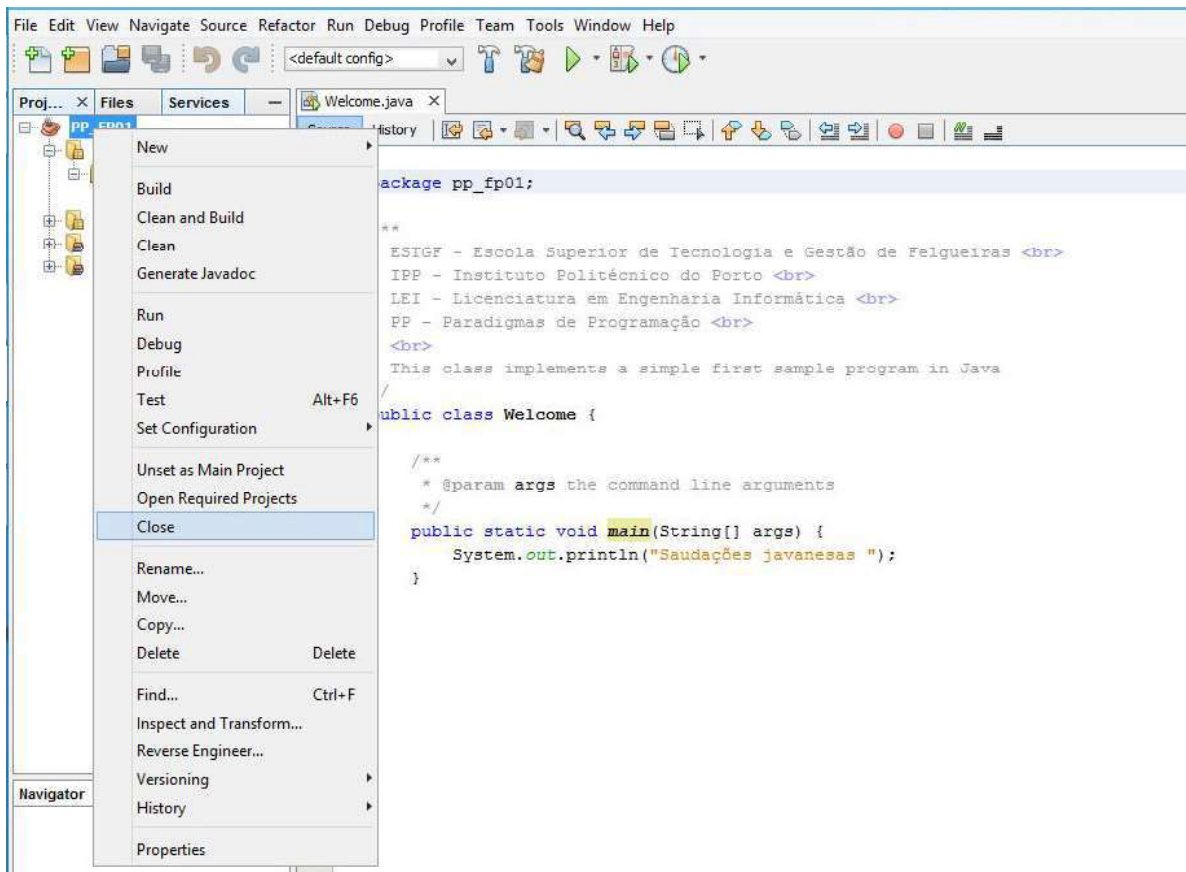 File Edit View Navigate Source Refactor Run Debug Profile Team Tools Window Help
<default config>
Proj... Files Services
Welcome.java
PP_FP01
History
New
Build
Clean and Build
Clean
Generate Javadoc
Run
Debug
Profile
Test Alt+F6
Set Configuration
Unset as Main Project
Open Required Projects
Close
Rename...
Move...
Copy...
Delete Delete
Find... Ctrl+F
Inspect and Transform...
Reverse Engineer...
Versioning
History
Properties
Navigator
ackage pp_fp01;
**
ESTGF - Escola Superior de Tecnologia e Gestão de Felgueiras <br>
IPP - Instituto Politécnico do Porto <br>
LEI - Licenciatura em Engenharia Informática <br>
PP - Paradigmas de Programação <br>
<br>
This class implements a simple first sample program in Java
/
ublic class Welcome {
/**
* @param args the command line arguments
*/
public static void main(String[] args) {
System.out.println("Saudações javanesas ");
}